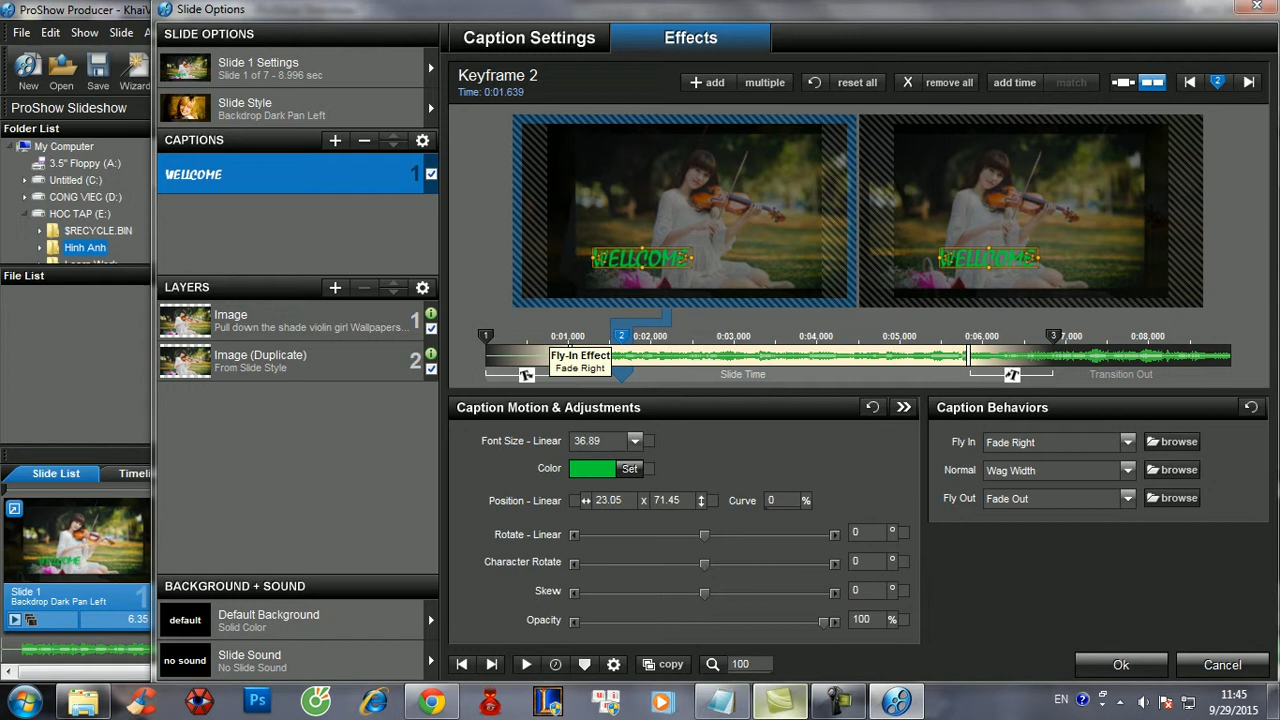 ProShow Producer - KhaiV
Slide Options
File Edit Show Slide
New Open Save Wizard
ProShow Slideshow
Folder List
My Computer
3.5" Floppy (A:)
Untitled (C:)
CONG VIEC (D:)
HOC TAP (E:)
$RECYCLE.BIN
Hinh Anh
File List
Slide List Timeli
Slide 1
Backdrop Dark Pan Left
1
6.35
SLIDE OPTIONS
Slide 1 Settings
Slide 1 of 7 - 8.996 sec
Slide Style
Backdrop Dark Pan Left
CAPTIONS
WELLCOME 1
LAYERS
Image 1
Pull down the shade violin girl Wallpapers...
Image (Duplicate) 2
From Slide Style
BACKGROUND + SOUND
default Default Background
Solid Color
no sound Slide Sound
No Slide Sound
Caption Settings Effects
Keyframe 2
Time: 0:01.639
add multiple reset all X remove all add time match 2
WELLCOME WELLCOME
1 0:01,000 2 0:02,000 0:03,000 0:04,000 0:05,000 0:06,000 3 7,000 0:08,000
Fly-In Effect
Fade Right
Slide Time Transition Out
Caption Motion & Adjustments
Font Size - Linear 36.89
Color Set
Position - Linear 23.05 x 71.45 Curve 0 %
Rotate - Linear 0 °
Character Rotate 0 °
Skew 0 °
Opacity 100 %
Caption Behaviors
Fly In Fade Right browse
Normal Wag Width browse
Fly Out Fade Out browse
copy 100
Ok Cancel
Ps
EN
11:45
9/29/2015